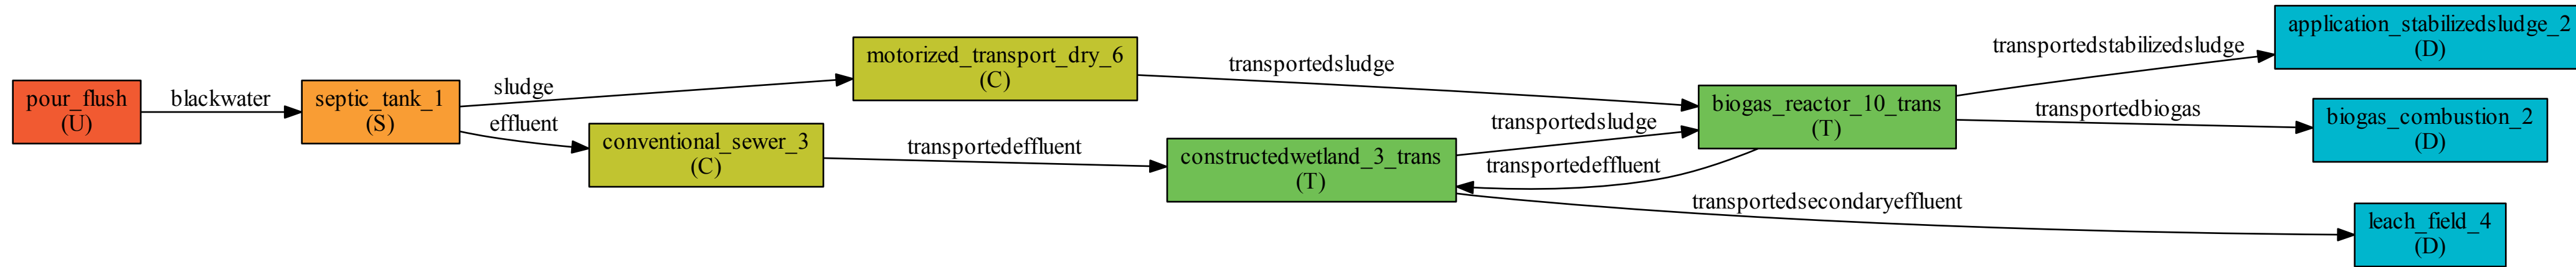 pour_flush
(U)
blackwater
septic_tank_1
(S)
sludge
effluent
motorized_transport_dry_6
(C)
conventional_sewer_3
(C)
transportedsludge
transportedeffluent
constructedwetland_3_trans
(T)
transportedsludge
transportedeffluent
biogas_reactor_10_trans
(T)
transportedstabilizedsludge
transportedbiogas
transportedsecondaryeffluent
application_stabilizedsludge_2
(D)
biogas_combustion_2
(D)
leach_field_4
(D)